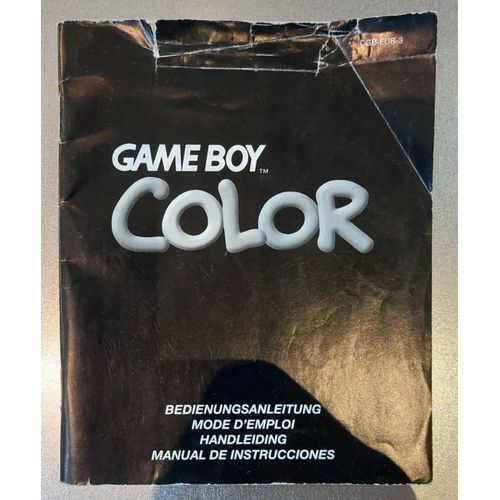 CGB-EUR-3
GAME BOY™
COLOR
BEDIENUNGSANLEITUNG
MODE D'EMPLOI
HANDLEIDING
MANUAL DE INSTRUCCIONES